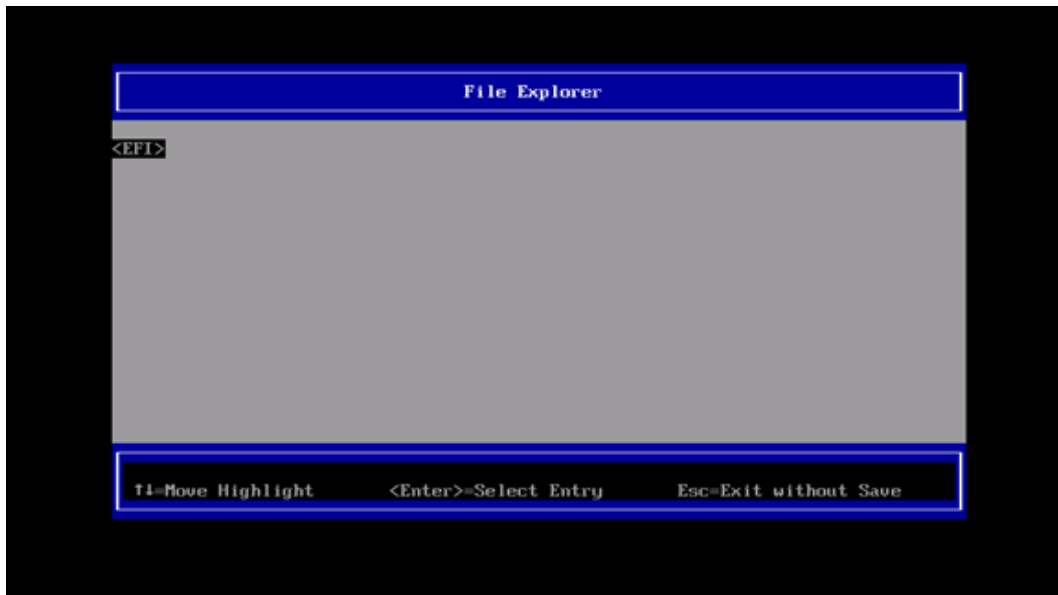 File Explorer
<EFI>
↑↓=Move Highlight <Enter>=Select Entry Esc=Exit without Save